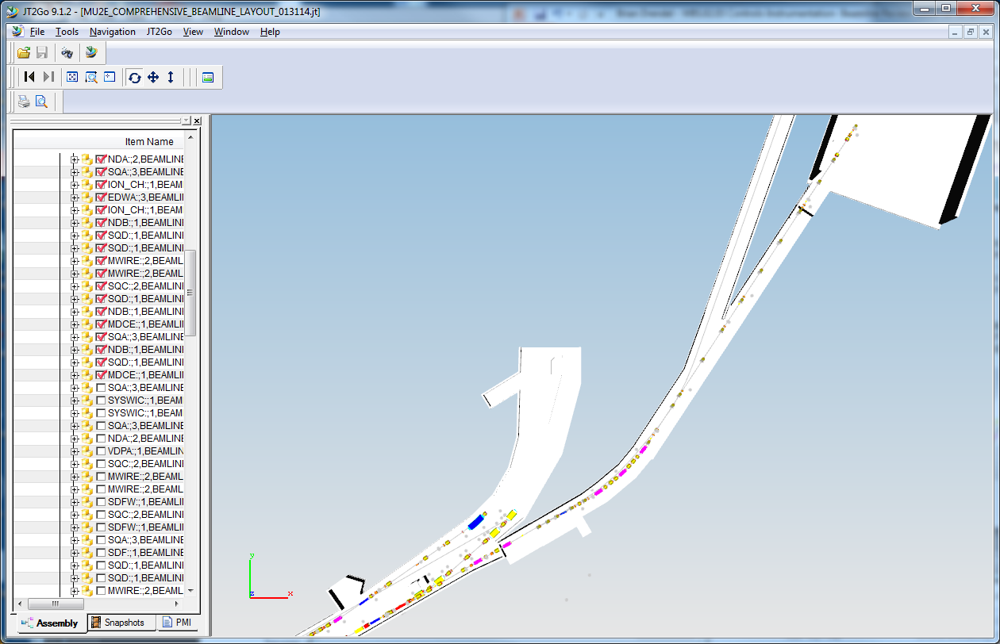 JT2Go 9.1.2 - [MU2E_COMPREHENSIVE_BEAMLINE_LAYOUT_013114.jt]
File Tools Navigation JT2Go View Window Help
Item Name
NDA:;2,BEAMLINE
SQA:;3,BEAMLINE
ION_CH:;1,BEAM
EDWA:;3,BEAMLI
ION_CH:;1,BEAM
NDB:;1,BEAMLINI
SQD:;1,BEAMLINI
SQD:;1,BEAMLINI
MWIRE:;2,BEAML
MWIRE:;2,BEAML
SQC:;2,BEAMLINI
SQD:;1,BEAMLINI
NDB:;1,BEAMLINI
MDCE:;1,BEAMLII
SQA:;3,BEAMLINE
NDB:;1,BEAMLINI
SQD:;1,BEAMLINI
MDCE:;1,BEAMLII
SQA:;3,BEAMLINE
SYSWIC:;1,BEAM
SYSWIC:;1,BEAM
SQA:;3,BEAMLINE
NDA:;2,BEAMLINE
VDPA:;1,BEAMLIN
SQC:;2,BEAMLINI
MWIRE:;2,BEAML
MWIRE:;2,BEAML
SDFW:;1,BEAMLII
SQC:;2,BEAMLINI
SDFW:;1,BEAMLII
SQA:;3,BEAMLINE
SDF:;1,BEAMLINI
SQD:;1,BEAMLINI
SQD:;1,BEAMLINI
MWIRE:;2,BEAML
y
z x
Assembly Snapshots PMI